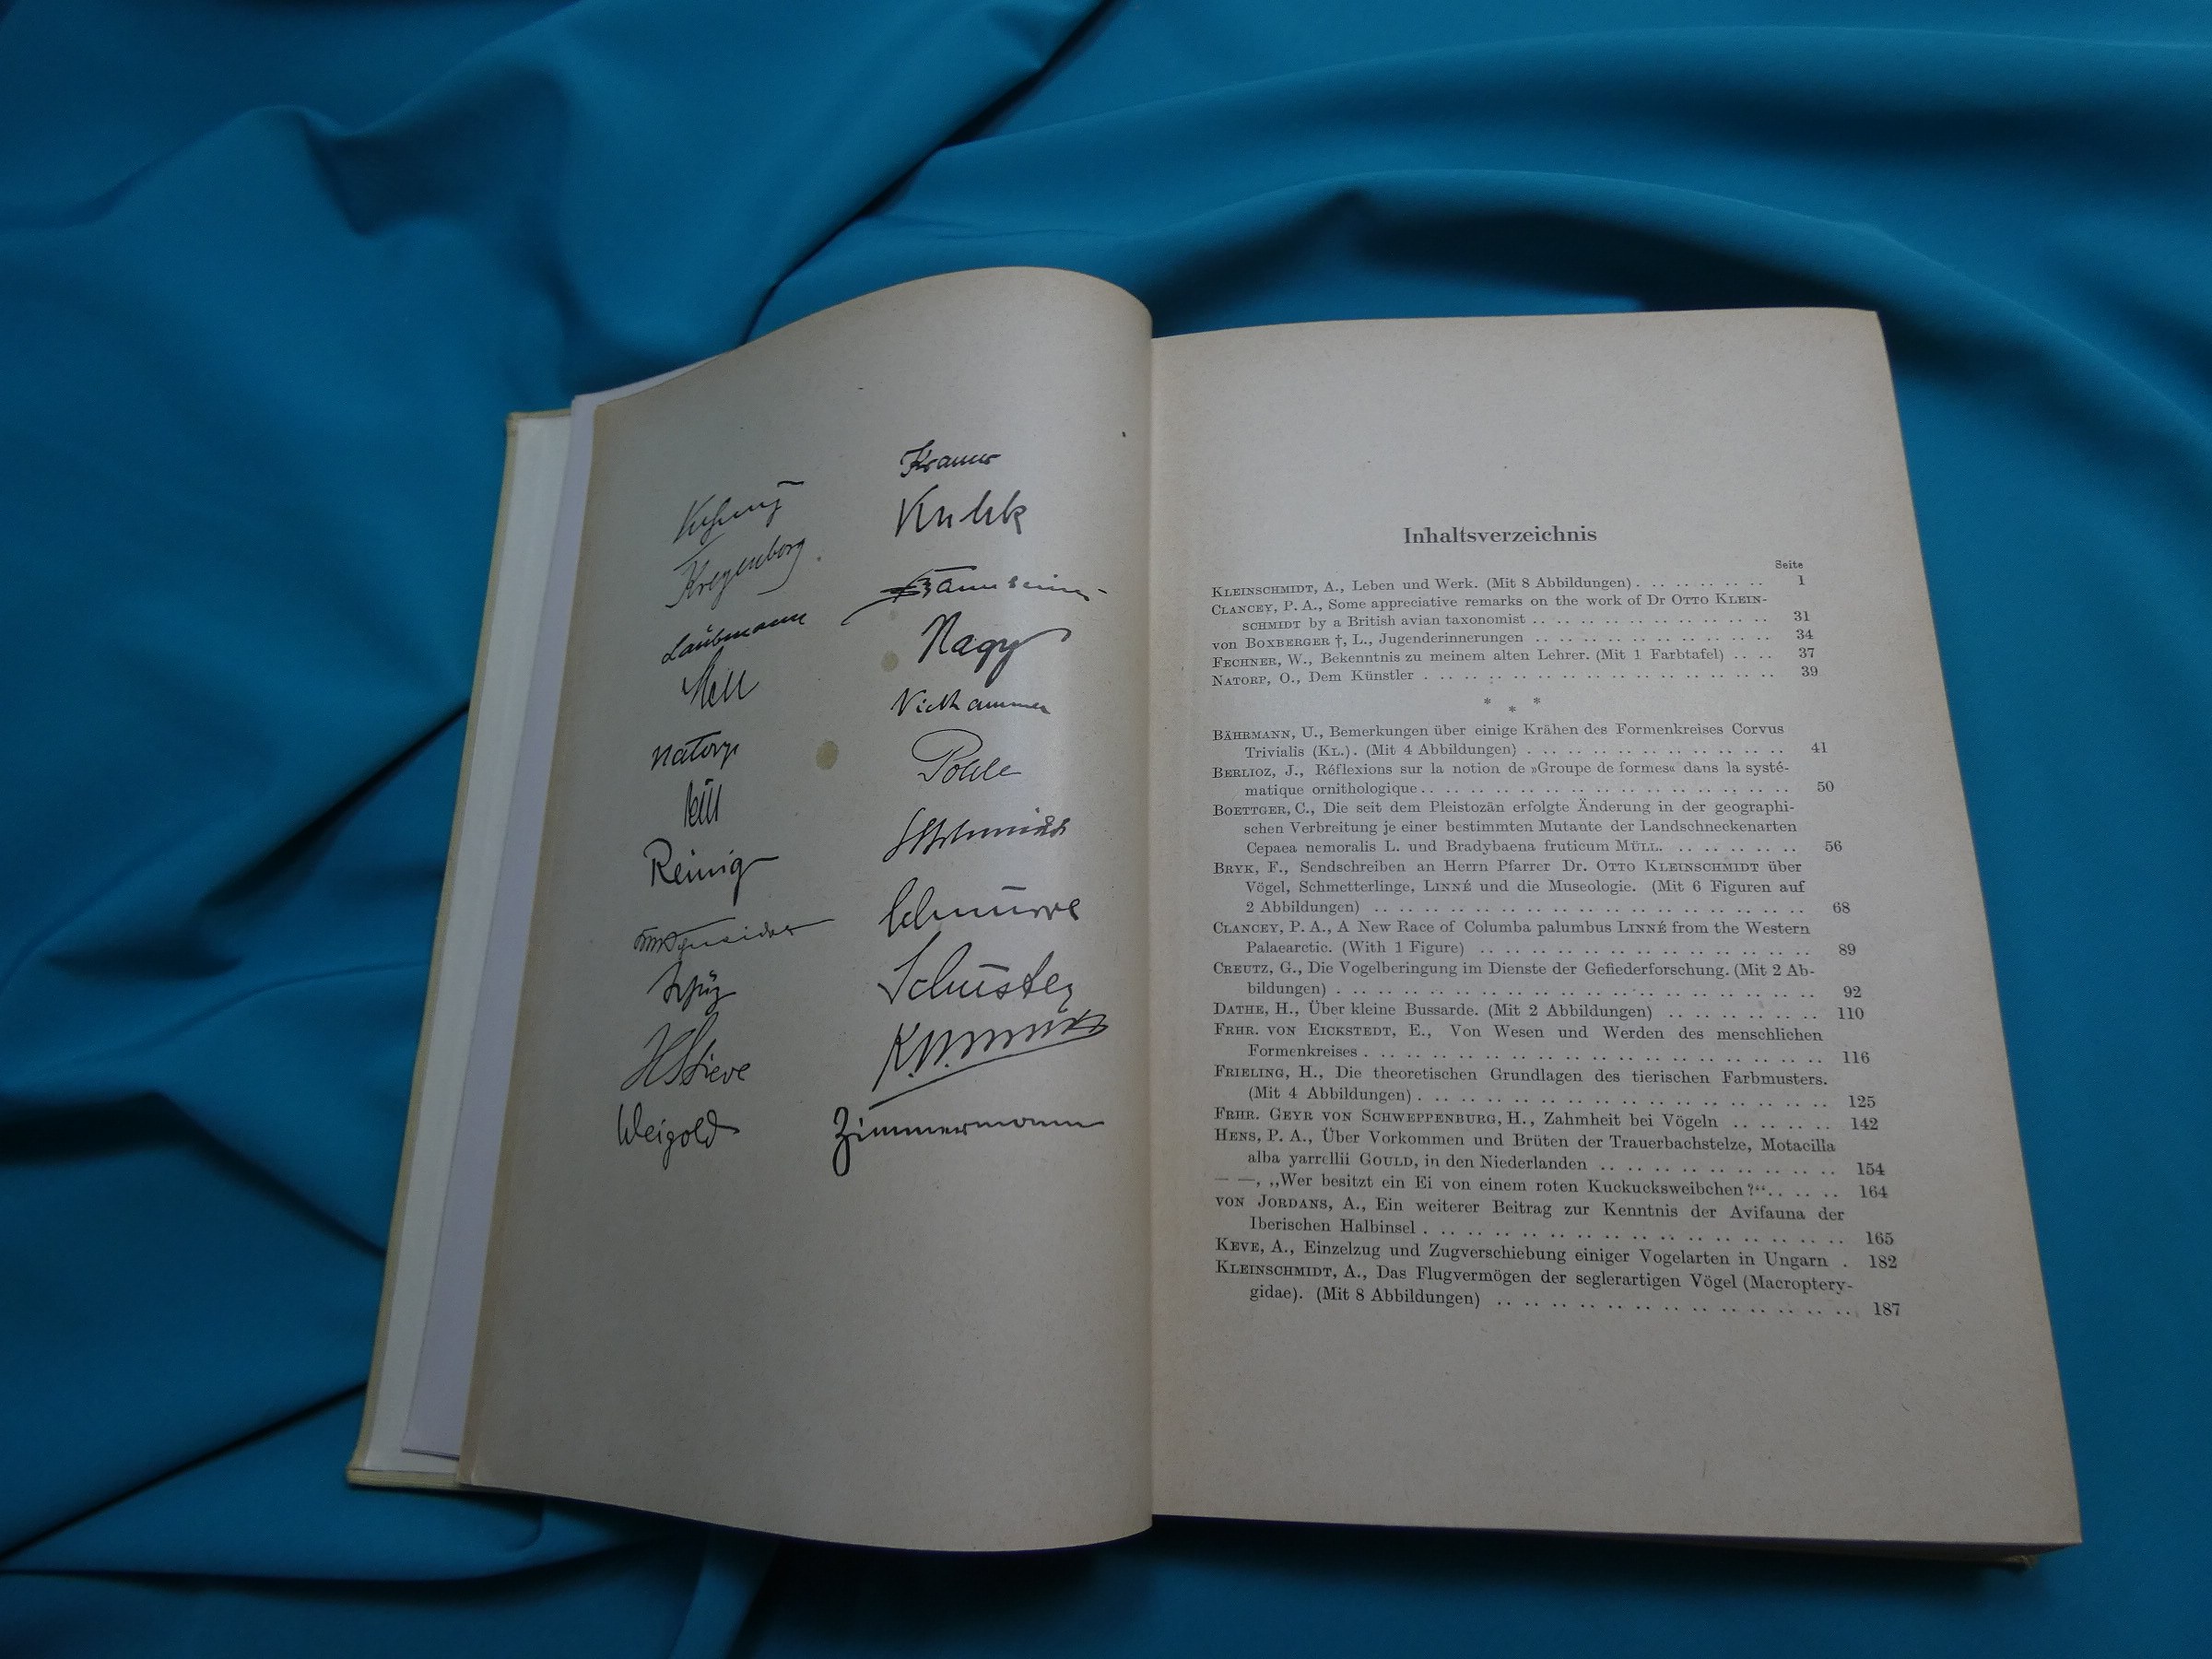 Kramer
Kregenborg
Laubmann
Nagy
Mell
Niethammer
Natorp
Pohle
Reinig
Schnurre
Schuster
H Stieve
Weigold
Zimmermann
Inhaltsverzeichnis
Seite
KLEINSCHMIDT, A., Leben und Werk. (Mit 8 Abbildungen) . .. .. .. .. .. 1
CLANCEY, P. A., Some appreciative remarks on the work of Dr OTTO KLEIN-
SCHMIDT by a British avian taxonomist .. .. .. .. .. .. .. .. .. 31
von BOXBERGER †, L., Jugenderinnerungen .. .. .. .. .. .. .. .. .. 34
FECHNER, W., Bekenntnis zu meinem alten Lehrer. (Mit 1 Farbtafel) .. .. 37
NATORP, O., Dem Künstler . .. .. .. .. .. .. .. .. .. .. .. .. .. 39
* * *
BÄHRMANN, U., Bemerkungen über einige Krähen des Formenkreises Corvus
Trivialis (KL.). (Mit 4 Abbildungen) . .. .. .. .. .. .. .. .. .. 41
BERLIOZ, J., Réflexions sur la notion de »Groupe de formes« dans la systé-
matique ornithologique .. .. .. .. .. .. .. .. .. .. .. .. .. .. 50
BOETTGER, C., Die seit dem Pleistozän erfolgte Änderung in der geographi-
schen Verbreitung je einer bestimmten Mutante der Landschneckenarten
Cepaea nemoralis L. und Bradybaena fruticum MÜLL. .. .. .. .. .. 56
BRYK, F., Sendschreiben an Herrn Pfarrer Dr. OTTO KLEINSCHMIDT über
Vögel, Schmetterlinge, LINNÉ und die Museologie. (Mit 6 Figuren auf
2 Abbildungen) .. .. .. .. .. .. .. .. .. .. .. .. .. .. .. .. 68
CLANCEY, P. A., A New Race of Columba palumbus LINNÉ from the Western
Palaearctic. (With 1 Figure) .. .. .. .. .. .. .. .. .. .. .. .. 89
CREUTZ, G., Die Vogelberingung im Dienste der Gefiederforschung. (Mit 2 Ab-
bildungen) . .. .. .. .. .. .. .. .. .. .. .. .. .. .. .. .. .. 92
DATHE, H., Über kleine Bussarde. (Mit 2 Abbildungen) .. .. .. .. .. .. 110
FRHR. VON EICKSTEDT, E., Von Wesen und Werden des menschlichen
Formenkreises . .. .. .. .. .. .. .. .. .. .. .. .. .. .. .. .. 116
FRIELING, H., Die theoretischen Grundlagen des tierischen Farbmusters.
(Mit 4 Abbildungen) . .. .. .. .. .. .. .. .. .. .. .. .. .. .. 125
FRHR. GEYR VON SCHWEPPENBURG, H., Zahmheit bei Vögeln .. .. .. .. 142
HENS, P. A., Über Vorkommen und Brüten der Trauerbachstelze, Motacilla
alba yarrellii GOULD, in den Niederlanden .. .. .. .. .. .. .. .. .. 154
— —, „Wer besitzt ein Ei von einem roten Kuckucksweibchen?“ .. .. .. 164
VON JORDANS, A., Ein weiterer Beitrag zur Kenntnis der Avifauna der
Iberischen Halbinsel . .. .. .. .. .. .. .. .. .. .. .. .. .. .. .. 165
KEVE, A., Einzelzug und Zugverschiebung einiger Vogelarten in Ungarn . 182
KLEINSCHMIDT, A., Das Flugvermögen der seglerartigen Vögel (Macroptery-
gidae). (Mit 8 Abbildungen) .. .. .. .. .. .. .. .. .. .. .. .. .. 187